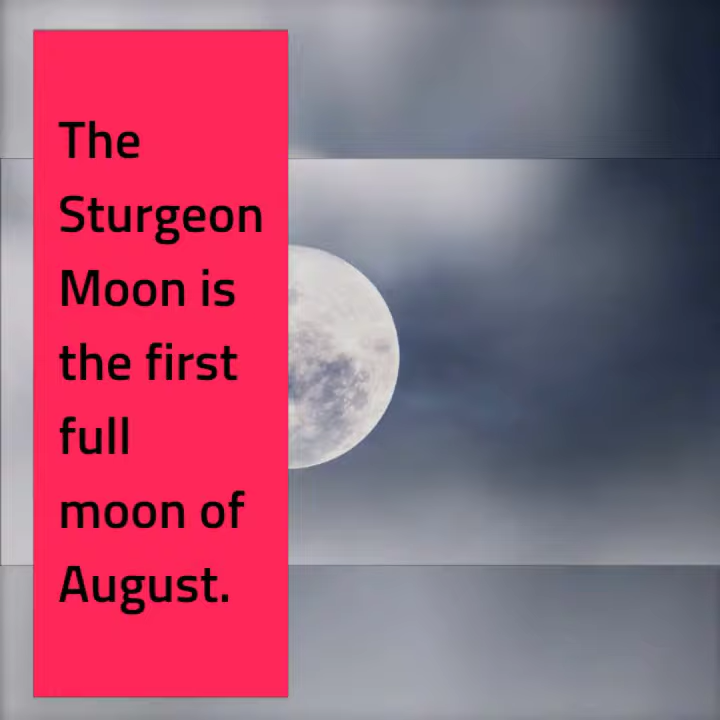 The
Sturgeon
Moon is
the first
full
moon of
August.